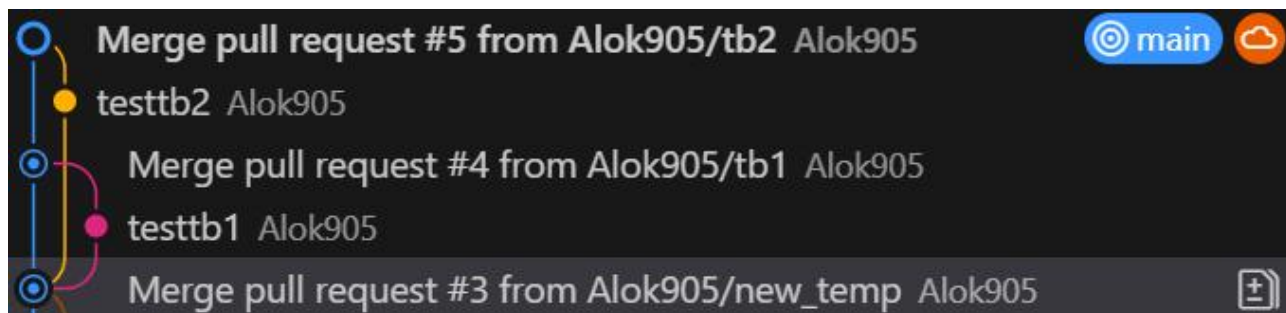 Merge pull request #5 from Alok905/tb2 Alok905 main
testtb2 Alok905
Merge pull request #4 from Alok905/tb1 Alok905
testtb1 Alok905
Merge pull request #3 from Alok905/new_temp Alok905